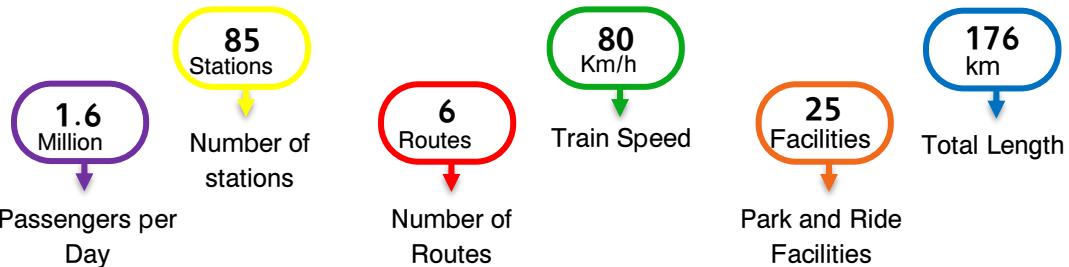 1.6
Million
Passengers per
Day
85
Stations
Number of
stations
6
Routes
Number of
Routes
80
Km/h
Train Speed
25
Facilities
Park and Ride
Facilities
176
km
Total Length